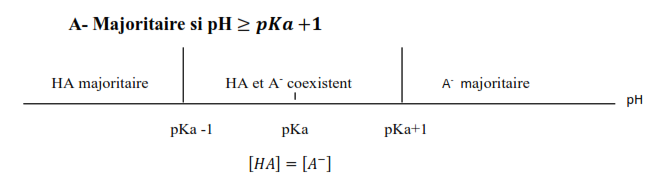 A- Majoritaire si pH ≥ pKa +1
HA majoritaire HA et A⁻ coexistent A⁻ majoritaire
pH
pKa -1 pKa pKa+1
[HA] = [A⁻]